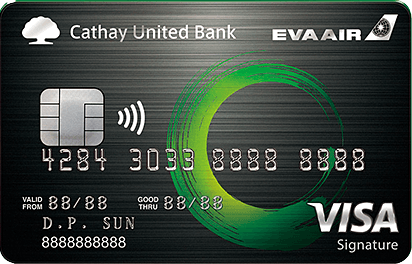 Cathay United Bank
EVA AIR
4284 3033 8888 8888
VALID FROM 88/88 GOOD THRU 88/88
D.P. SUN
8888888888
VISA
Signature